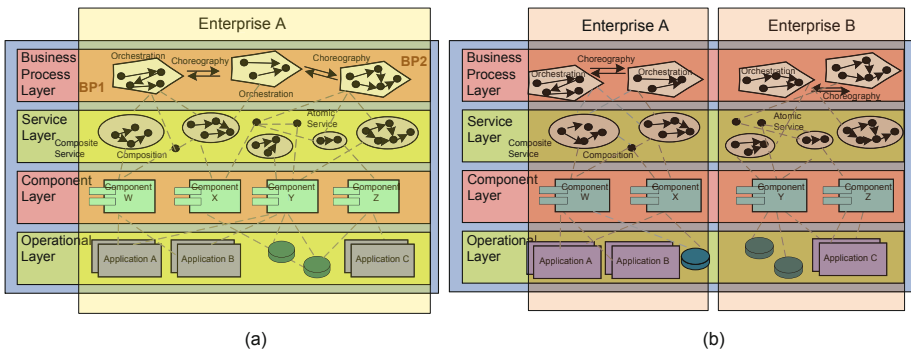 Enterprise A
Business
Process
Layer
Orchestration
Choreography
Choreography
BP2
BP1
Orchestration
Service
Layer
Atomic
Service
Composite
Service
Composition
Component
Layer
Component
W
Component
X
Component
Y
Component
Z
Operational
Layer
Application A
Application B
Application C
(a)
Enterprise A
Enterprise B
Business
Process
Layer
Choreography
Orchestration
Orchestration
Orchestration
Choreography
Service
Layer
Atomic
Service
Composite
Service
Composition
Component
Layer
Component
W
Component
X
Component
Y
Component
Z
Operational
Layer
Application A
Application B
Application C
(b)